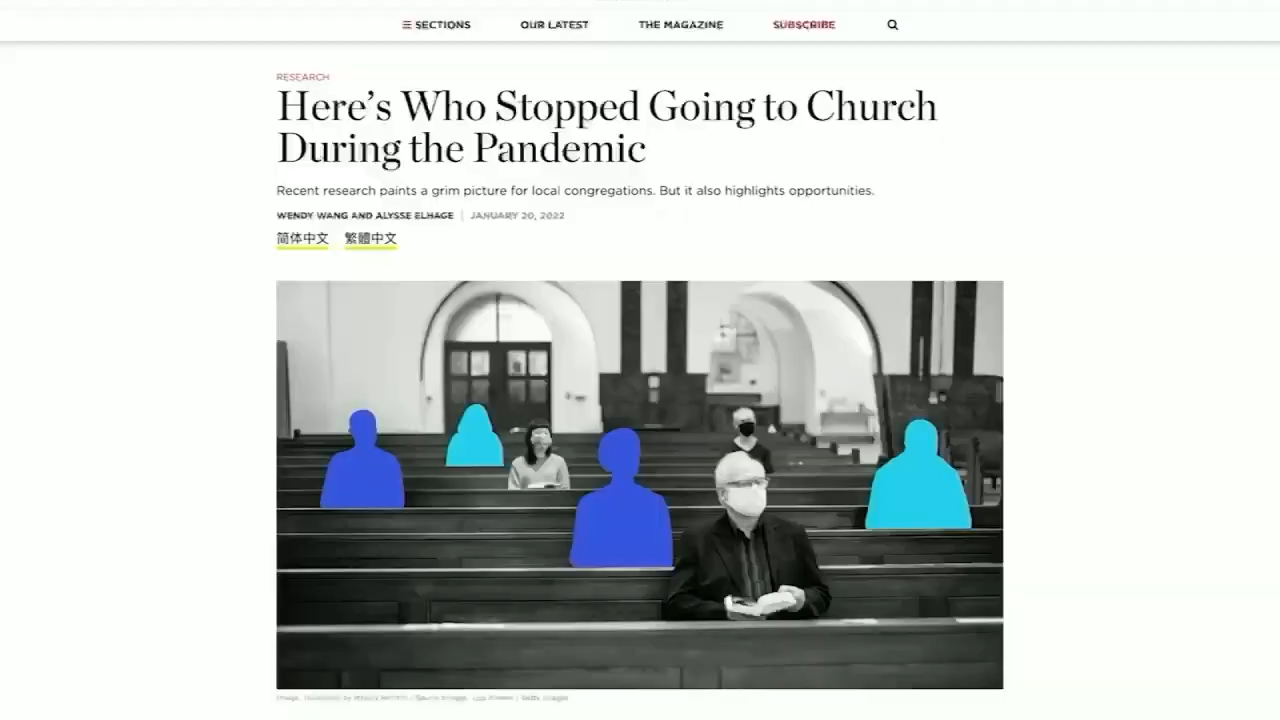 SECTIONS OUR LATEST THE MAGAZINE SUBSCRIBE
RESEARCH
Here's Who Stopped Going to Church
During the Pandemic
Recent research paints a grim picture for local congregations. But it also highlights opportunities.
WENDY WANG AND ALYSSE ELHAGE | JANUARY 20, 2022
简体中文 繁體中文